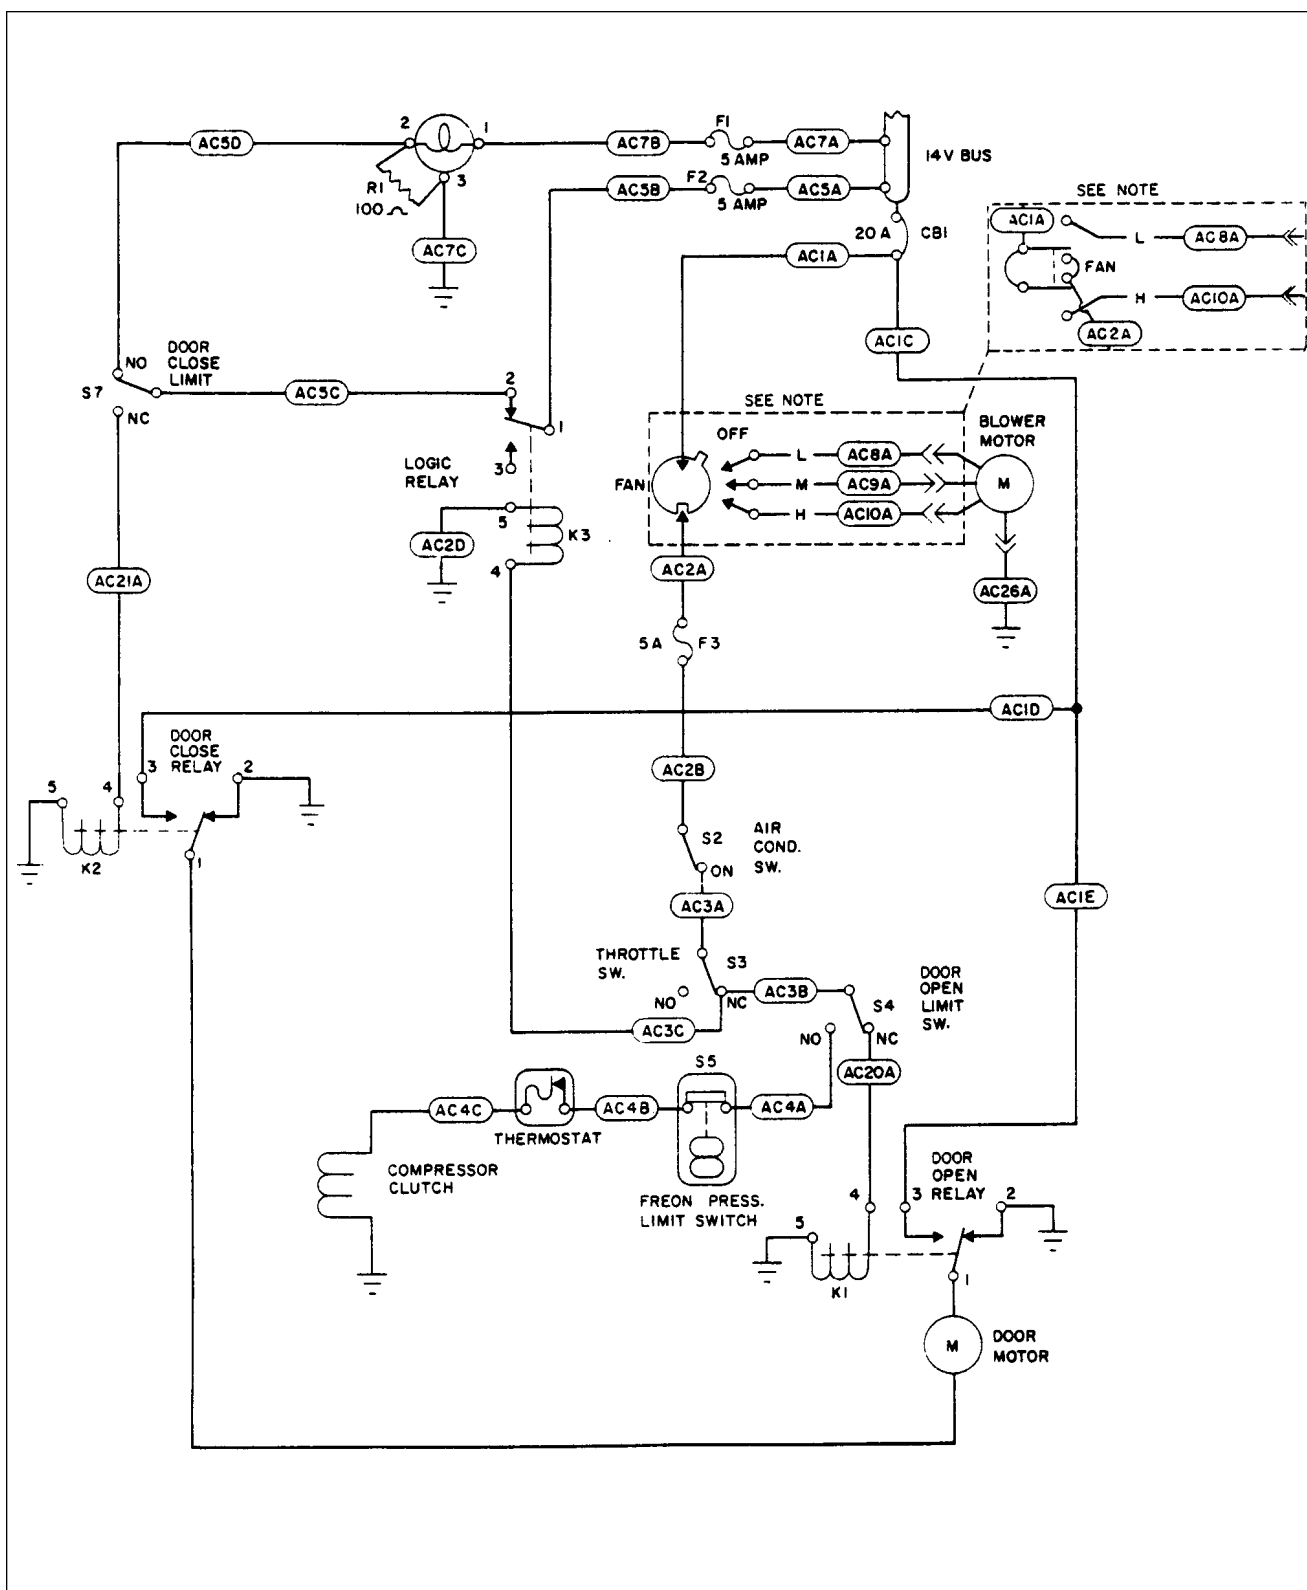 AC5D
2
1
AC7B
F1
5 AMP
AC7A
14V BUS
3
R1
100
AC5B
F2
5 AMP
AC5A
SEE NOTE
AC7C
AC1A
20 A
CB1
AC1A
L
AC8A
FAN
H
AC10A
AC2A
AC1C
NO
DOOR
CLOSE
LIMIT
S7
NC
AC5C
2
1
3
LOGIC
RELAY
5
AC2D
K3
4
SEE NOTE
OFF
BLOWER
MOTOR
L
AC8A
FAN
M
AC9A
M
H
AC10A
AC2A
AC26A
AC21A
5A
F3
AC1D
DOOR
CLOSE
RELAY
3
2
5
4
K2
1
AC2B
S2
ON
AIR
COND.
SW.
AC3A
AC1E
THROTTLE
SW.
S3
NO
NC
AC3B
AC3C
DOOR
OPEN
LIMIT
SW.
S4
NO
NC
AC20A
S5
AC4C
AC4B
AC4A
THERMOSTAT
COMPRESSOR
CLUTCH
FREON PRESS.
LIMIT SWITCH
DOOR
OPEN
RELAY
4
3
2
5
K1
1
M
DOOR
MOTOR